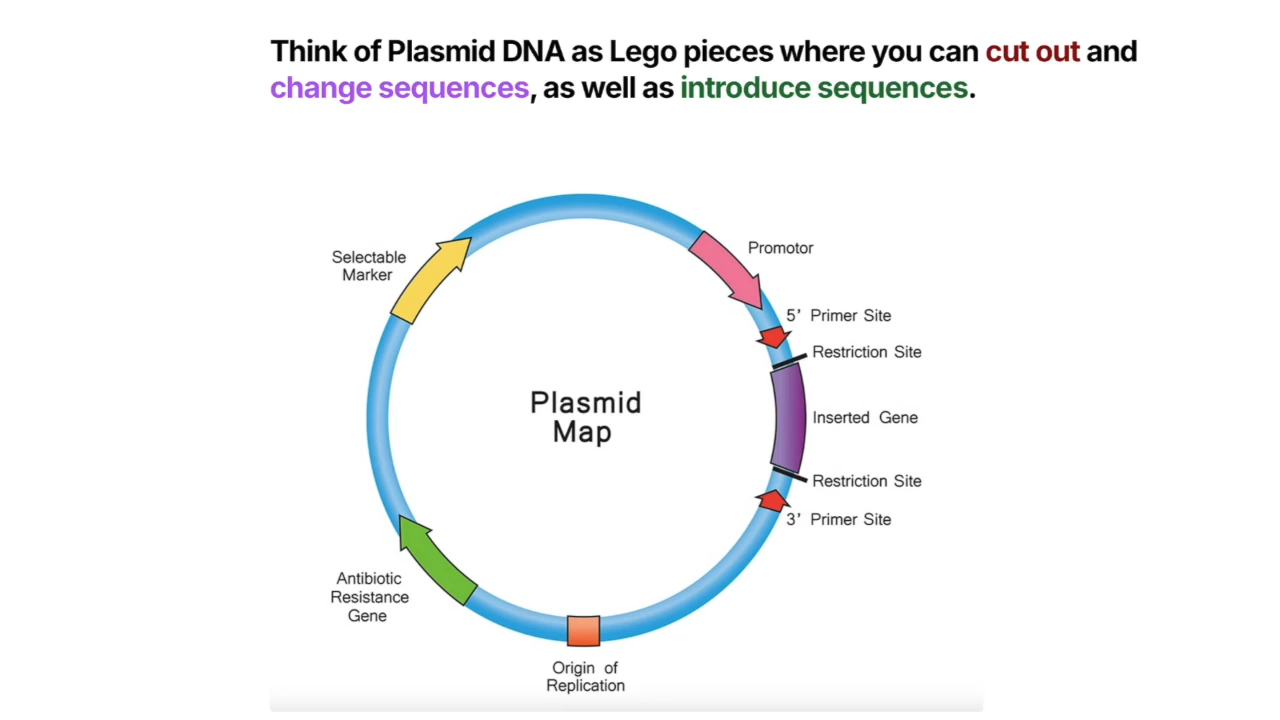 Think of Plasmid DNA as Lego pieces where you can cut out and
change sequences, as well as introduce sequences.
Selectable
Marker
Promotor
5’ Primer Site
Restriction Site
Plasmid
Map
Inserted Gene
Restriction Site
3’ Primer Site
Antibiotic
Resistance
Gene
Origin of
Replication